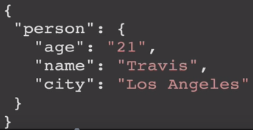 {
"person": {
"age": "21",
"name": "Travis",
"city": "Los Angeles"
}
}